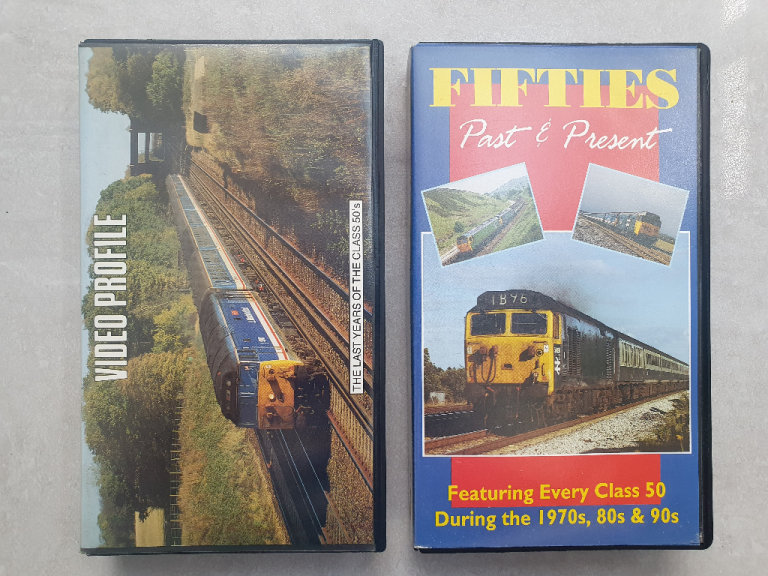 VIDEO PROFILE
THE LAST YEARS OF THE CLASS 50's
FIFTIES
Past & Present
1B96
Featuring Every Class 50
During the 1970s, 80s & 90s